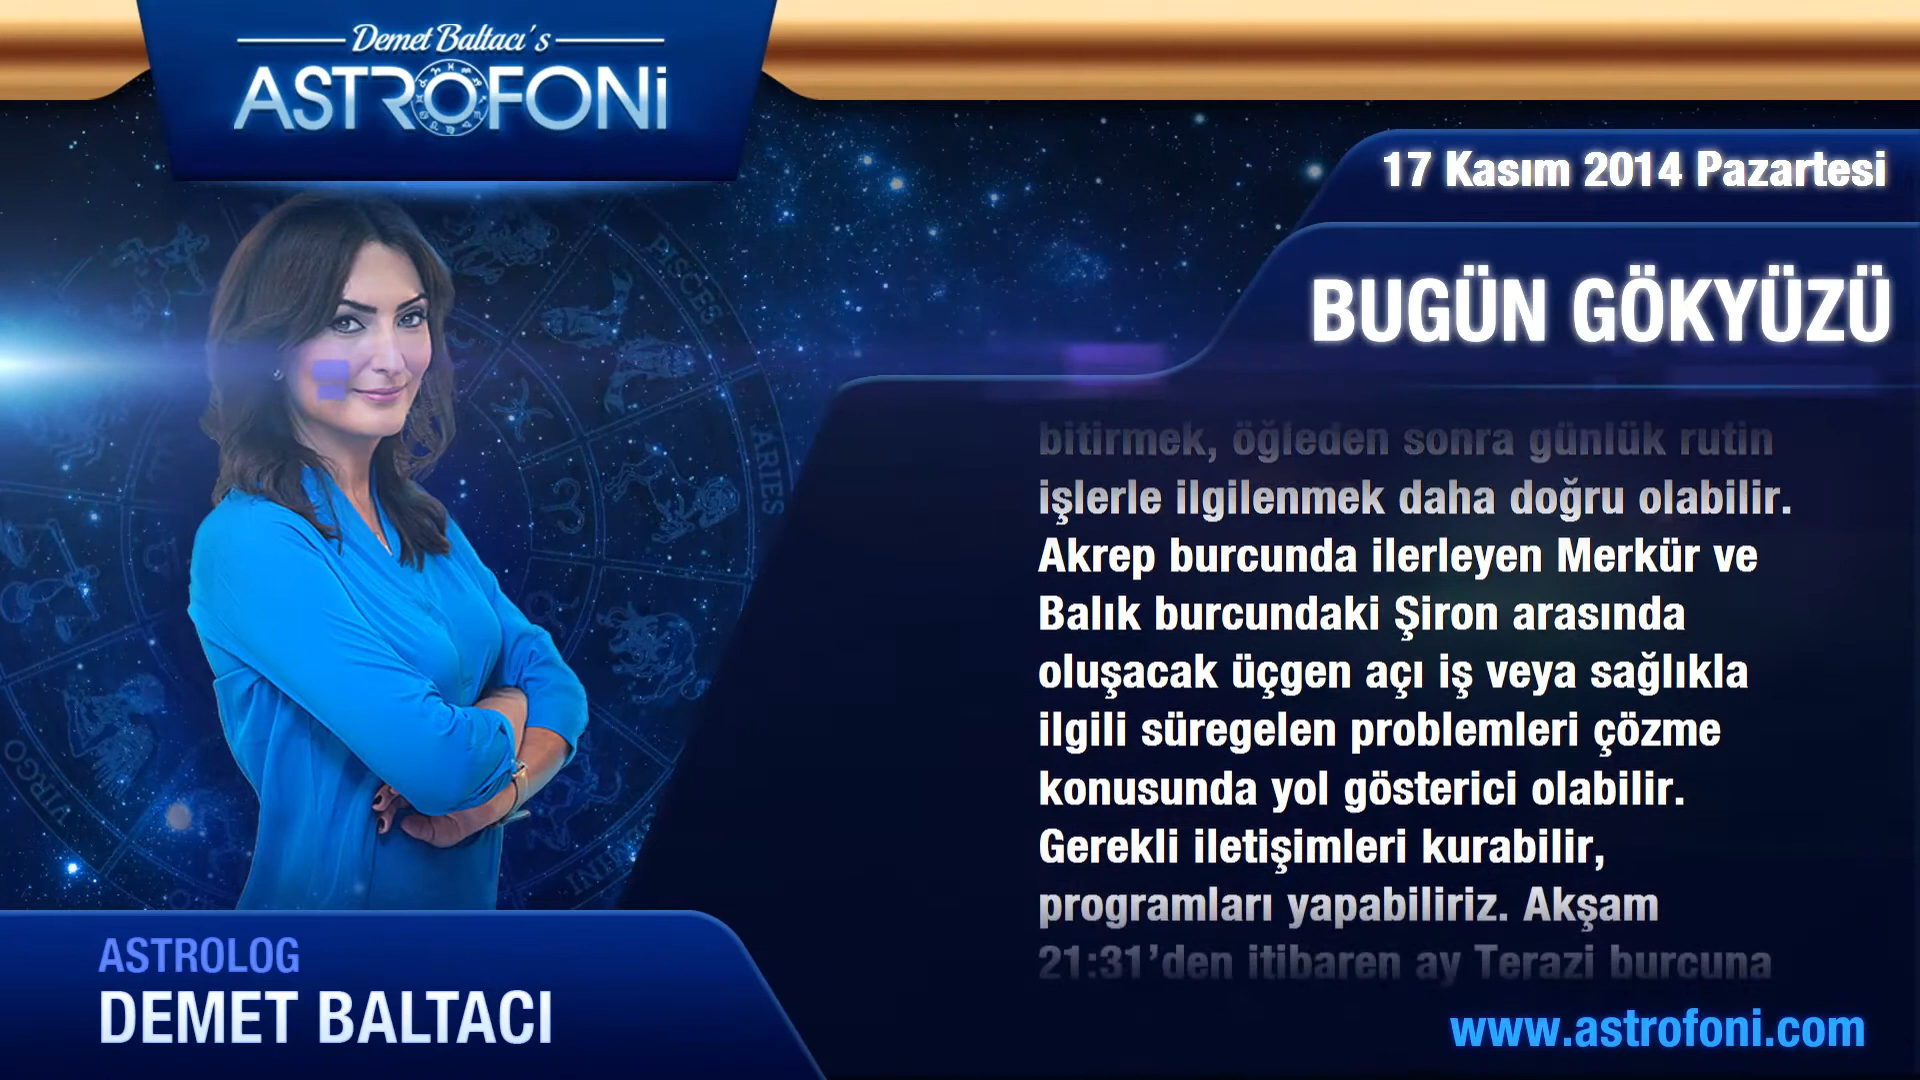 Demet Baltacı's
ASTROFONi
17 Kasım 2014 Pazartesi
BUGÜN GÖKYÜZÜ
bitirmek, öğleden sonra günlük rutin
işlerle ilgilenmek daha doğru olabilir.
Akrep burcunda ilerleyen Merkür ve
Balık burcundaki Şiron arasında
oluşacak üçgen açı iş veya sağlıkla
ilgili süregelen problemleri çözme
konusunda yol gösterici olabilir.
Gerekli iletişimleri kurabilir,
programları yapabiliriz. Akşam
21:31’den itibaren ay Terazi burcuna
PISCES
ARIES
VIRGO
ASTROLOG
DEMET BALTACI
www.astrofoni.com